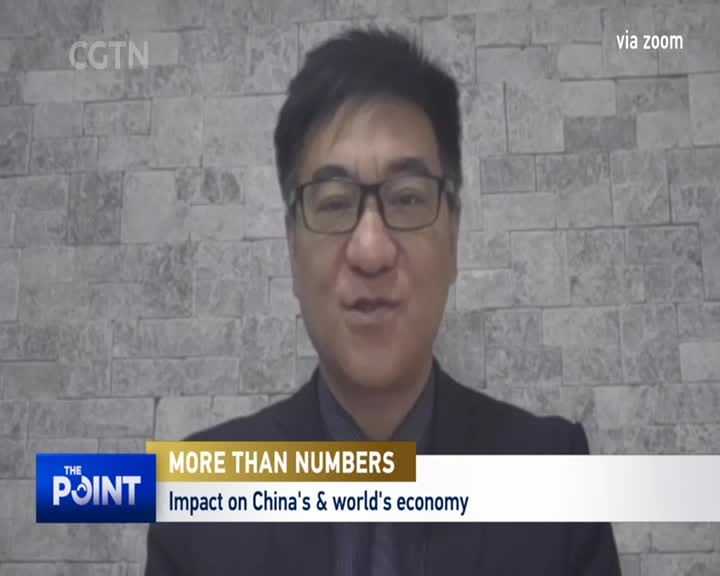 CGTN
via zoom
MORE THAN NUMBERS
THE
POINT
Impact on China's & world's economy